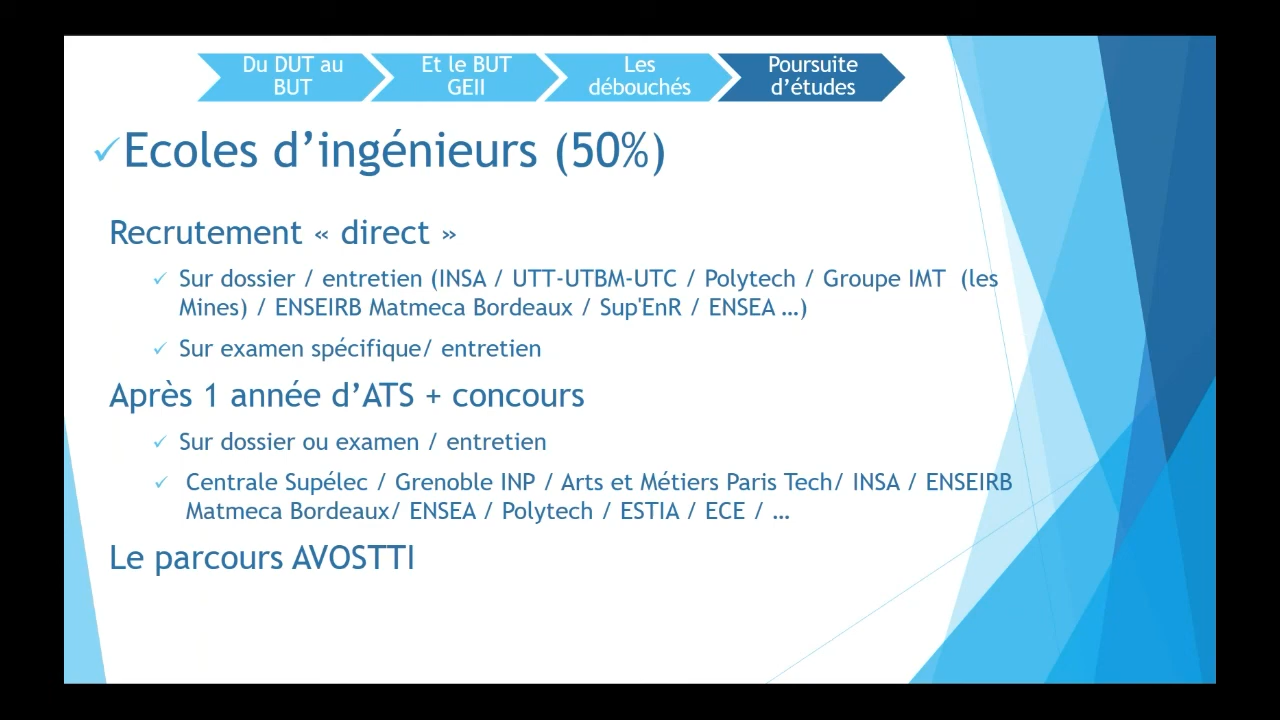 Du DUT au
BUT
Et le BUT
GEII
Les
débouchés
Poursuite
d'études
✓Ecoles d'ingénieurs (50%)
Recrutement « direct »
✓ Sur dossier / entretien (INSA / UTT-UTBM-UTC / Polytech / Groupe IMT (les
Mines) / ENSEIRB Matmeca Bordeaux / Sup'EnR / ENSEA …)
✓ Sur examen spécifique/ entretien
Après 1 année d'ATS + concours
✓ Sur dossier ou examen / entretien
✓ Centrale Supélec / Grenoble INP / Arts et Métiers Paris Tech/ INSA / ENSEIRB
Matmeca Bordeaux/ ENSEA / Polytech / ESTIA / ECE / …
Le parcours AVOSTTI